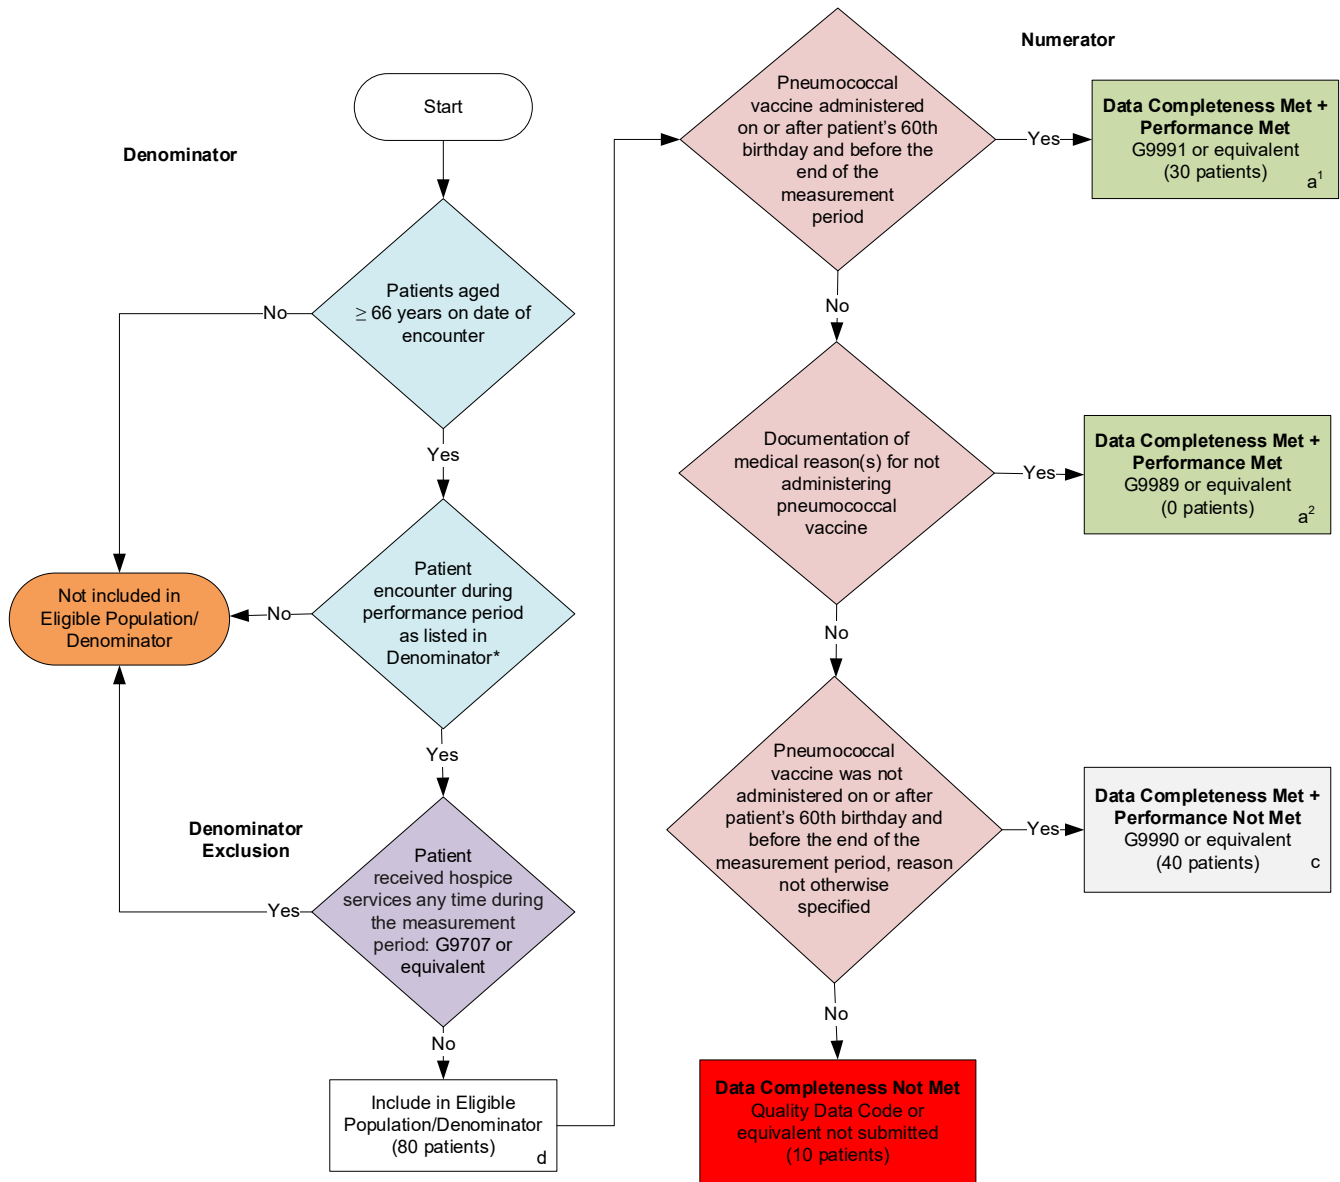 Denominator
Start
Patients aged
≥ 66 years on date of
encounter
No
Yes
Patient
encounter during
performance period
as listed in
Denominator*
No
Not included in
Eligible Population/
Denominator
Yes
Denominator
Exclusion
Patient
received hospice
services any time during
the measurement
period: G9707 or
equivalent
Yes
No
Include in Eligible
Population/Denominator
(80 patients)
d
Numerator
Pneumococcal
vaccine administered
on or after patient’s 60th
birthday and before the
end of the
measurement
period
Yes
Data Completeness Met +
Performance Met
G9991 or equivalent
(30 patients)
a¹
No
Documentation of
medical reason(s) for not
administering
pneumococcal
vaccine
Yes
Data Completeness Met +
Performance Met
G9989 or equivalent
(0 patients)
a²
No
Pneumococcal
vaccine was not
administered on or after
patient’s 60th birthday and
before the end of the
measurement period, reason
not otherwise
specified
Yes
Data Completeness Met +
Performance Not Met
G9990 or equivalent
(40 patients)
c
No
Data Completeness Not Met
Quality Data Code or
equivalent not submitted
(10 patients)